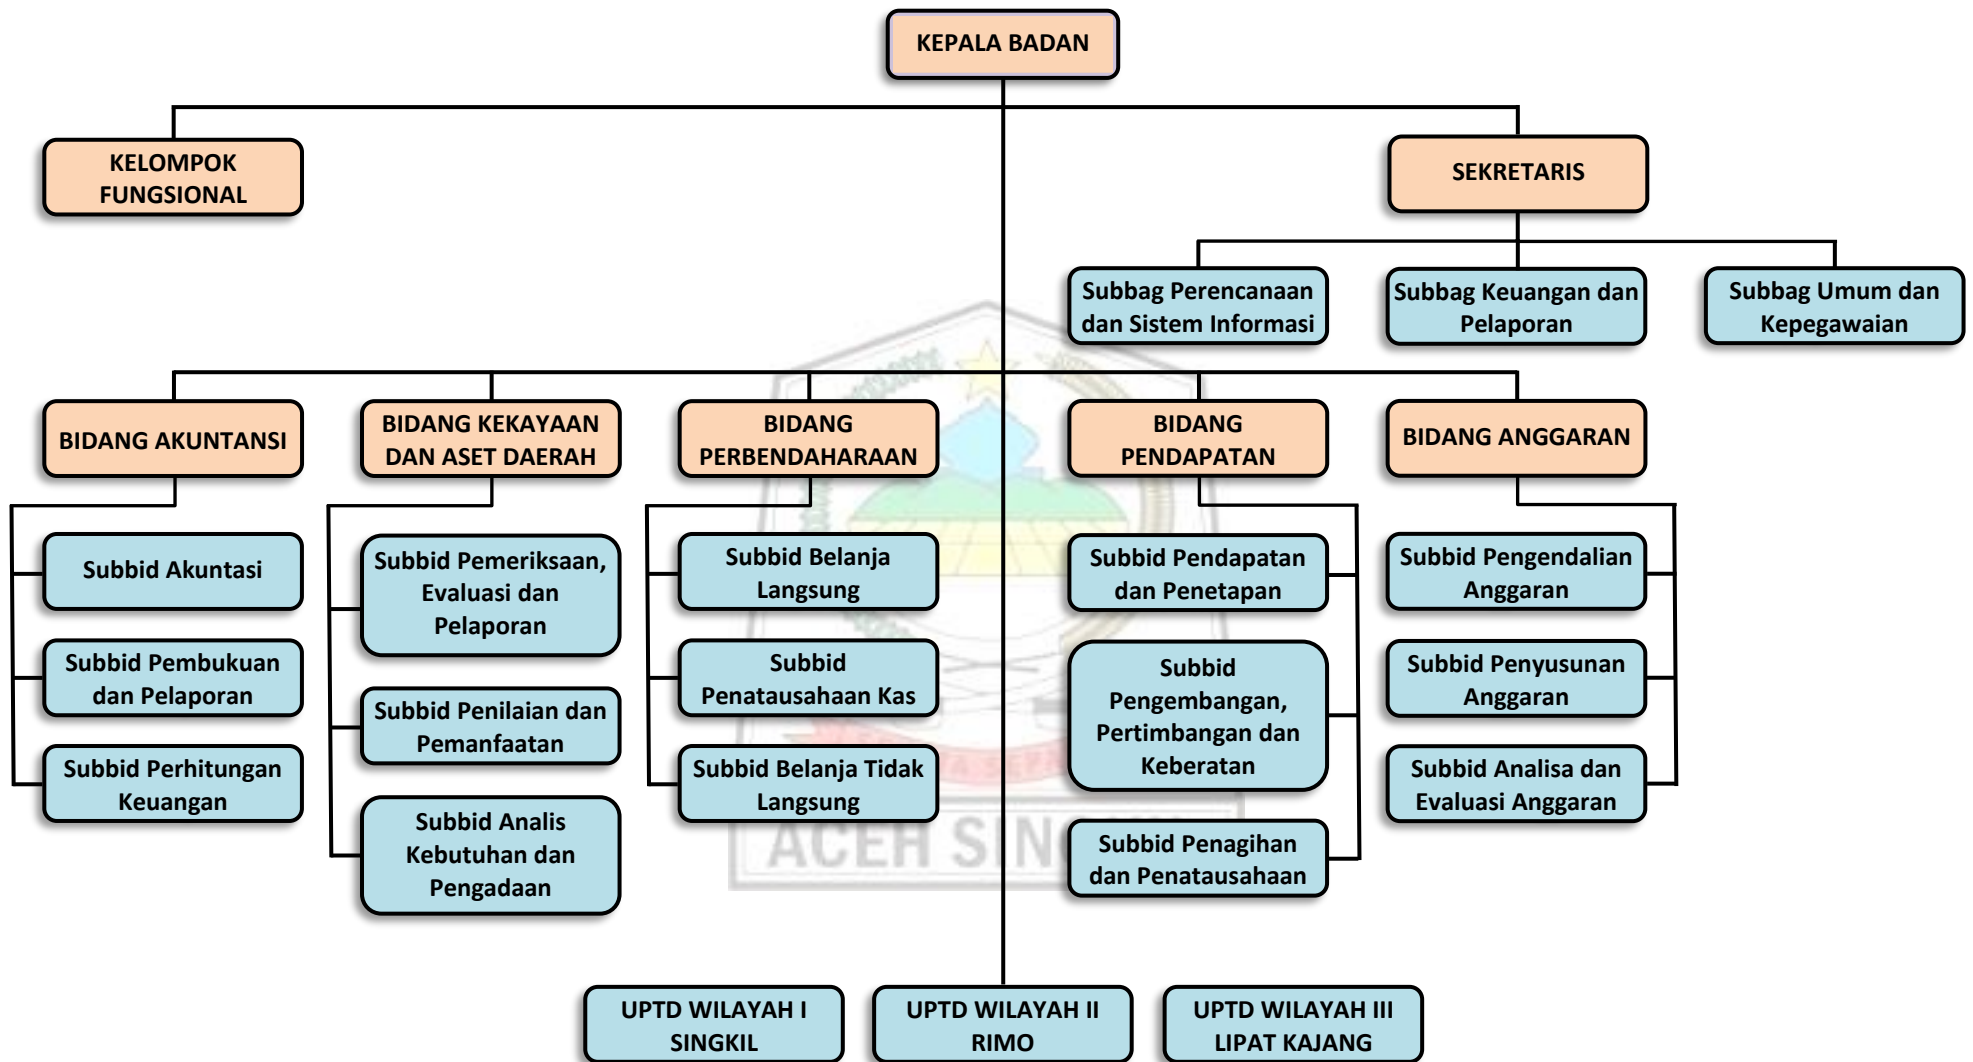 KEPALA BADAN
KELOMPOK
FUNGSIONAL
SEKRETARIS
Subbag Perencanaan
dan Sistem Informasi
Subbag Keuangan dan
Pelaporan
Subbag Umum dan
Kepegawaian
BIDANG AKUNTANSI
BIDANG KEKAYAAN
DAN ASET DAERAH
BIDANG
PERBENDAHARAAN
BIDANG
PENDAPATAN
BIDANG ANGGARAN
Subbid Akuntasi
Subbid Pembukuan
dan Pelaporan
Subbid Perhitungan
Keuangan
Subbid Pemeriksaan,
Evaluasi dan
Pelaporan
Subbid Penilaian dan
Pemanfaatan
Subbid Analis
Kebutuhan dan
Pengadaan
Subbid Belanja
Langsung
Subbid
Penatausahaan Kas
Subbid Belanja Tidak
Langsung
Subbid Pendapatan
dan Penetapan
Subbid
Pengembangan,
Pertimbangan dan
Keberatan
Subbid Penagihan
dan Penatausahaan
Subbid Pengendalian
Anggaran
Subbid Penyusunan
Anggaran
Subbid Analisa dan
Evaluasi Anggaran
ACEH
UPTD WILAYAH I
SINGKIL
UPTD WILAYAH II
RIMO
UPTD WILAYAH III
LIPAT KAJANG